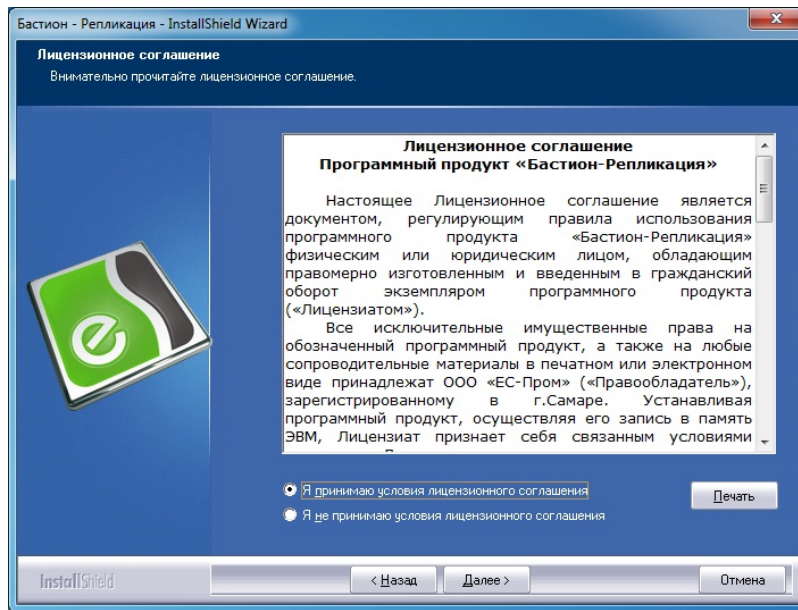 Бастион - Репликация - InstallShield Wizard
Лицензионное соглашение
Внимательно прочитайте лицензионное соглашение.
Лицензионное соглашение
Программный продукт «Бастион-Репликация»
Настоящее Лицензионное соглашение является
документом, регулирующим правила использования
программного продукта «Бастион-Репликация»
физическим или юридическим лицом, обладающим
правомерно изготовленным и введенным в гражданский
оборот экземпляром программного продукта
(«Лицензиатом»).
Все исключительные имущественные права на
обозначенный программный продукт, а также на любые
сопроводительные материалы в печатном или электронном
виде принадлежат ООО «ЕС-Пром» («Правообладатель»),
зарегистрированному в г.Самаре. Устанавливая
программный продукт, осуществляя его запись в память
ЭВМ, Лицензиат признает себя связанным условиями
Я принимаю условия лицензионного соглашения
Я не принимаю условия лицензионного соглашения
Печать
InstallShield
< Назад
Далее >
Отмена